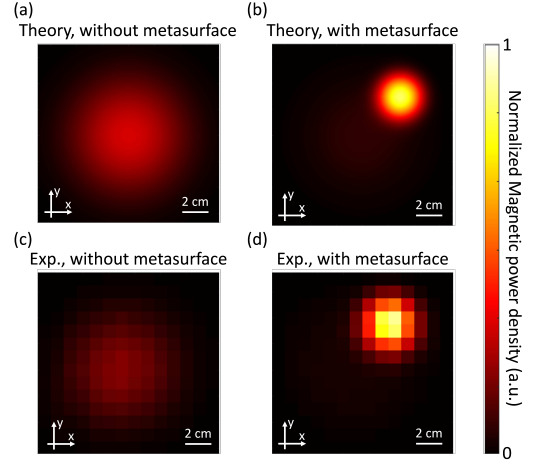 (a)
Theory, without metasurface
y
x
2 cm
(b)
Theory, with metasurface
y
x
2 cm
(c)
Exp., without metasurface
y
x
2 cm
(d)
Exp., with metasurface
y
x
2 cm
1
Normalized Magnetic power density (a.u.)
0